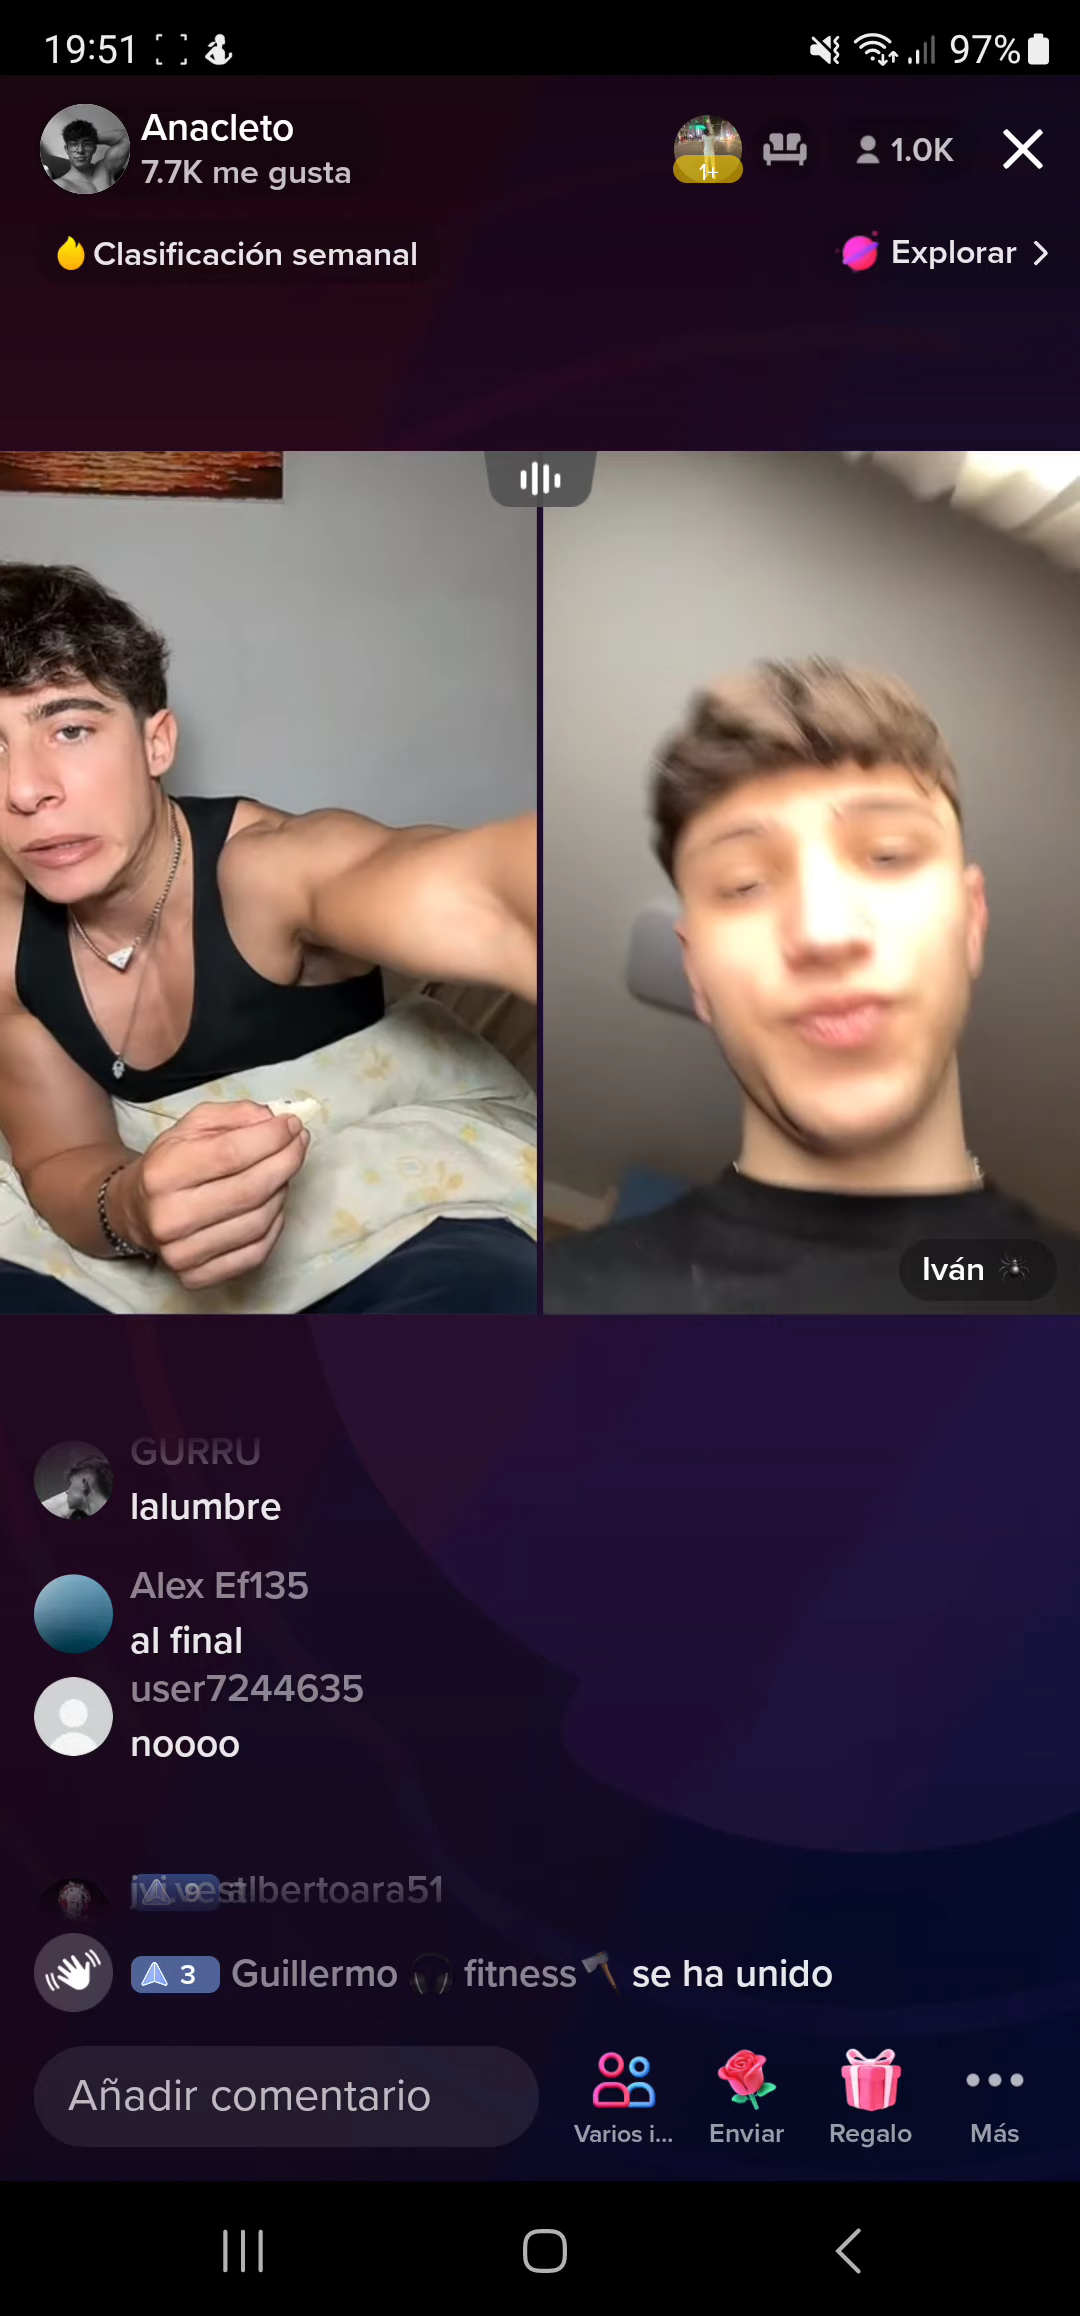 19:51
97%
Anacleto
7.7K me gusta
1+
1.0K
Clasificación semanal
Explorar
Iván
GURRU
lalumbre
Alex Ef135
al final
user7244635
noooo
albertoara51
3 Guillermo fitness se ha unido
Añadir comentario
Varios i...
Enviar
Regalo
Más